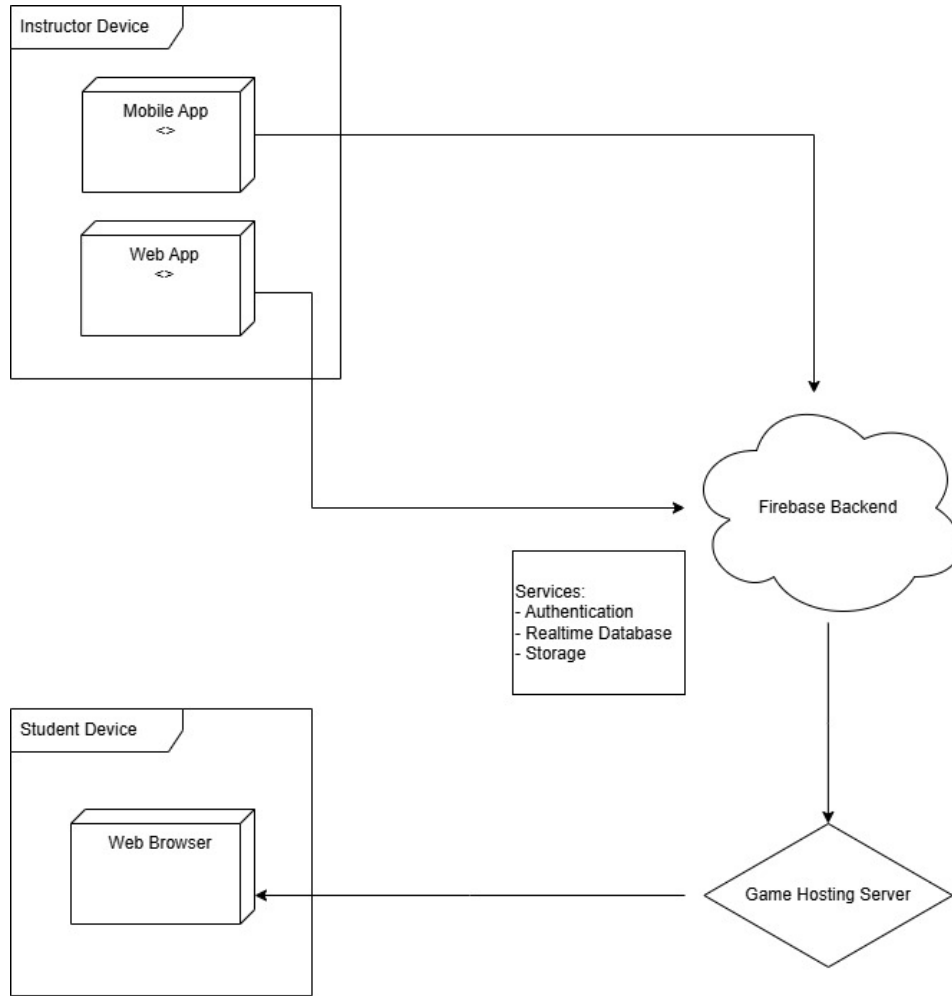 Instructor Device
Mobile App
<>
Web App
<>
Firebase Backend
Services:
- Authentication
- Realtime Database
- Storage
Student Device
Web Browser
Game Hosting Server